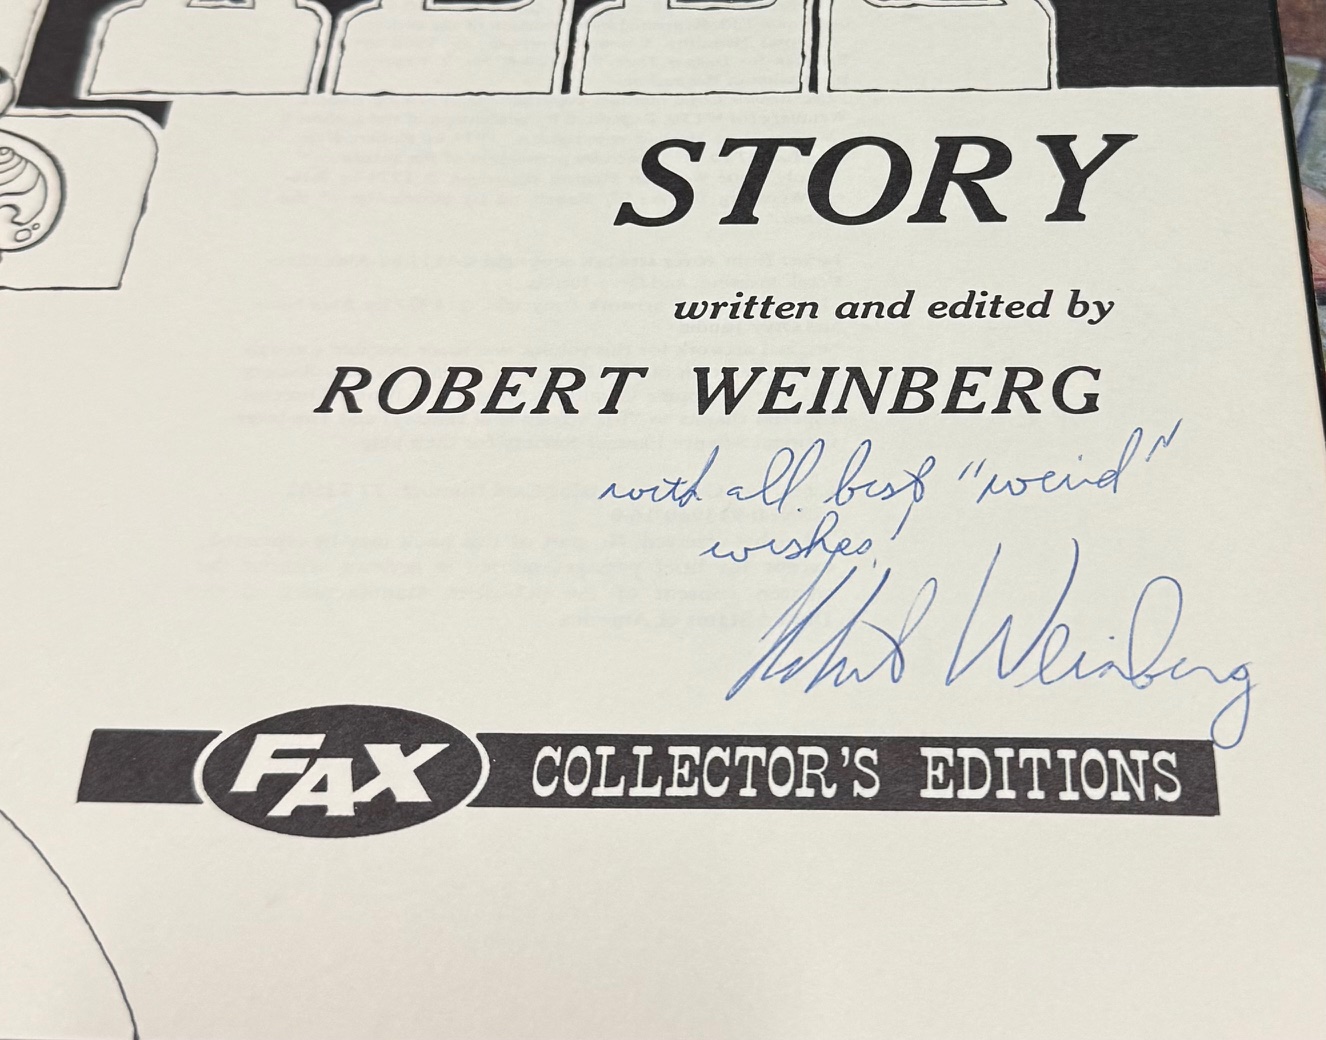 STORY
written and edited by
ROBERT WEINBERG
with all best "weird"
wishes!
Robert Weinberg
FAX COLLECTOR'S EDITIONS